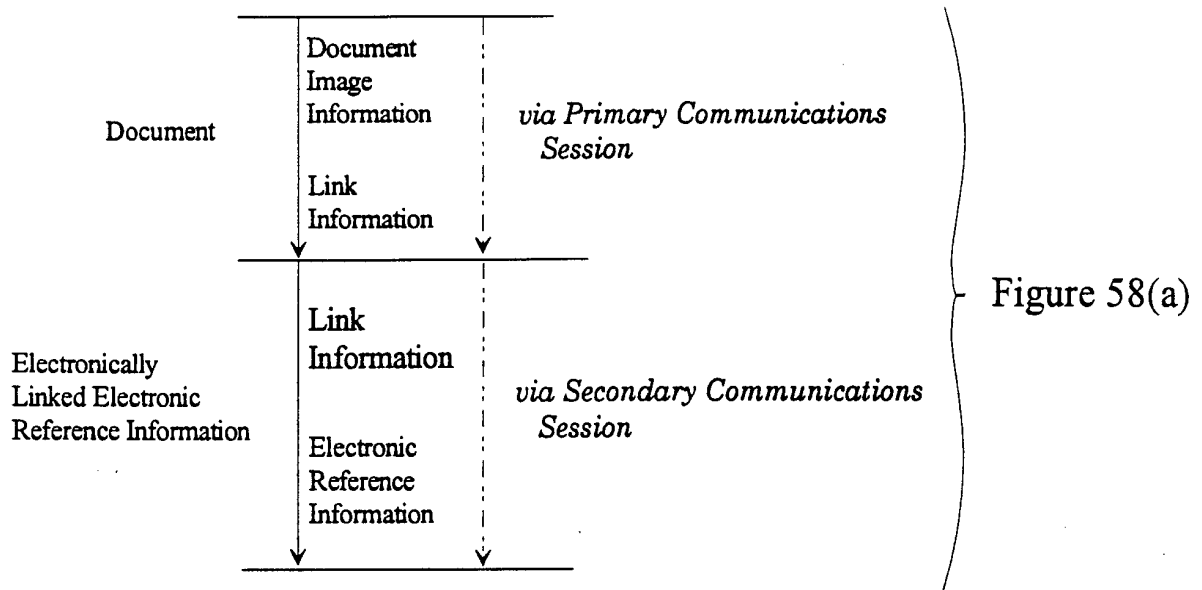 Document
Image
Information
Document
via Primary Communications
Session
Link
Information
Figure 58(a)
Link
Information
Electronically
Linked Electronic
Reference Information
via Secondary Communications
Session
Electronic
Reference
Information